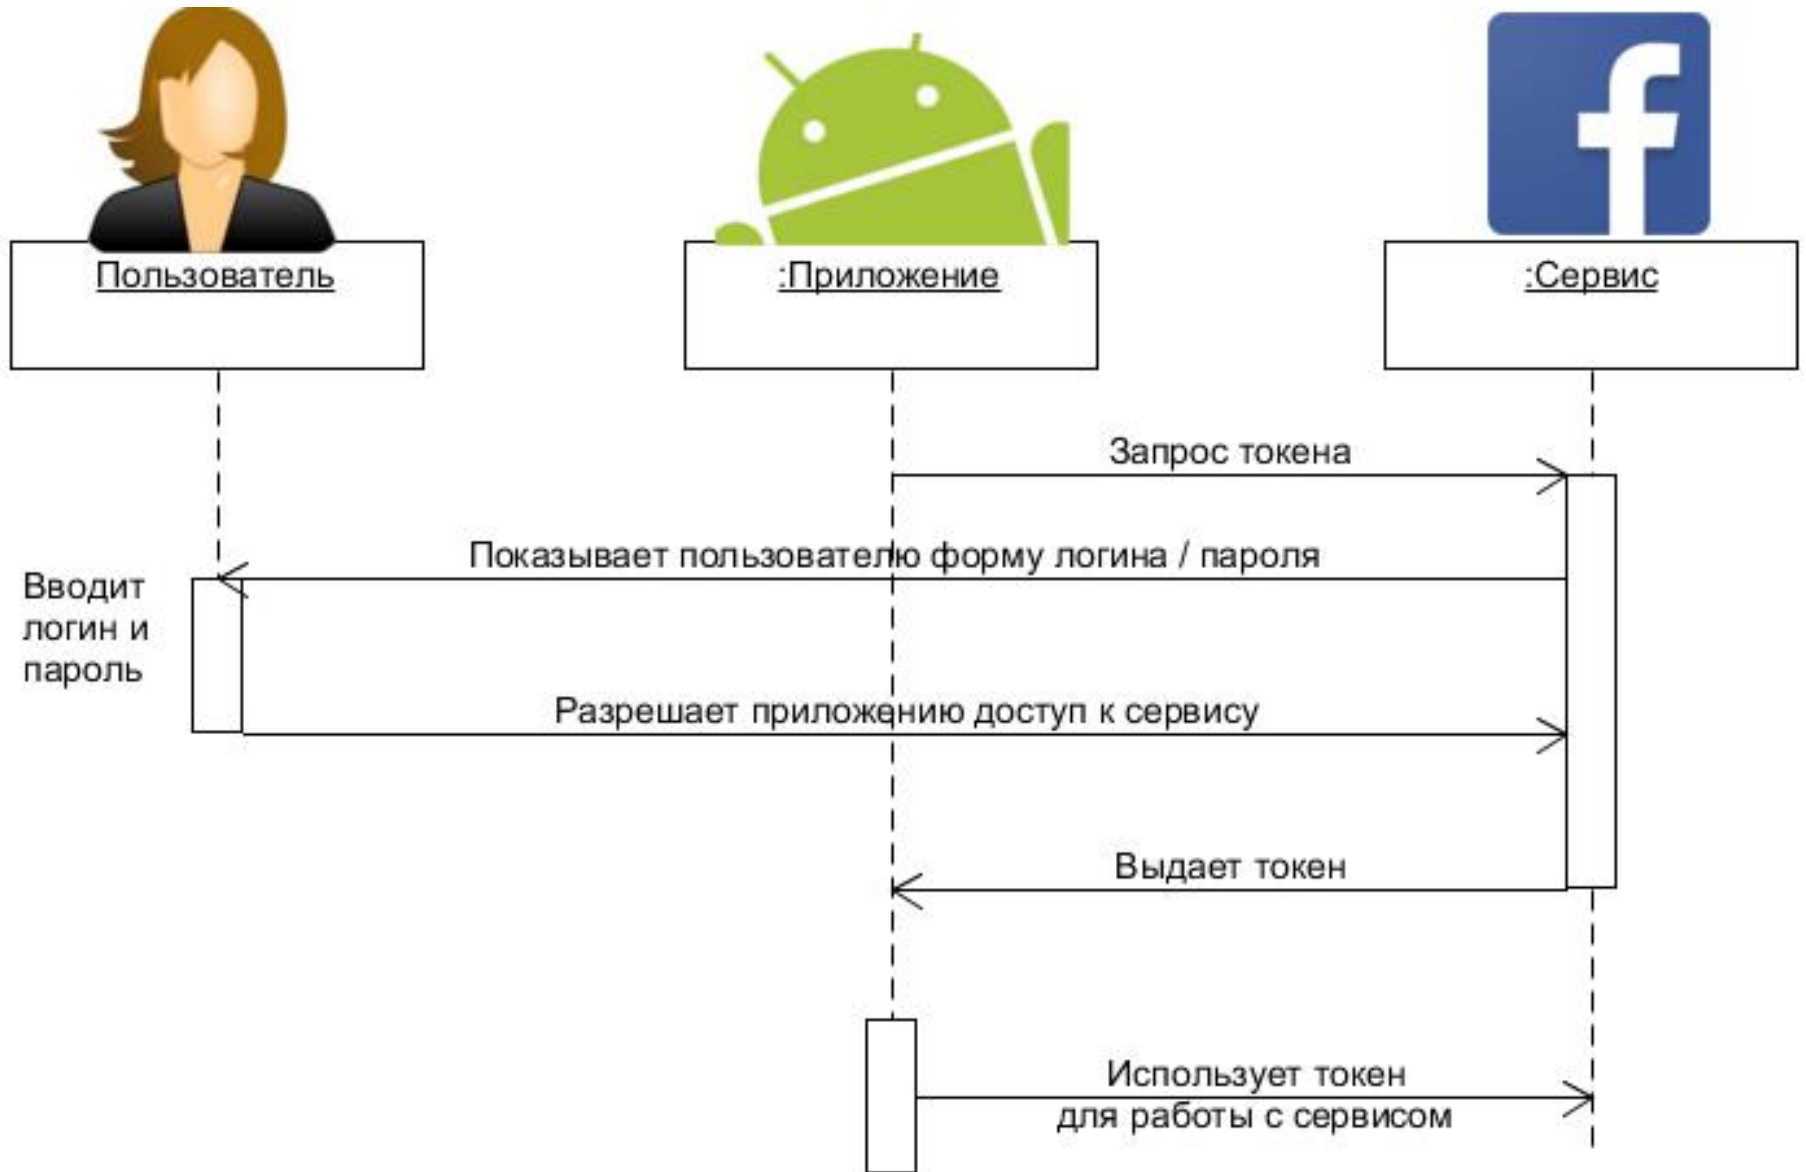 Пользователь
:Приложение
:Сервис
Запрос токена
Показывает пользователю форму логина / пароля
Вводит
логин и
пароль
Разрешает приложению доступ к сервису
Выдает токен
Использует токен
для работы с сервисом